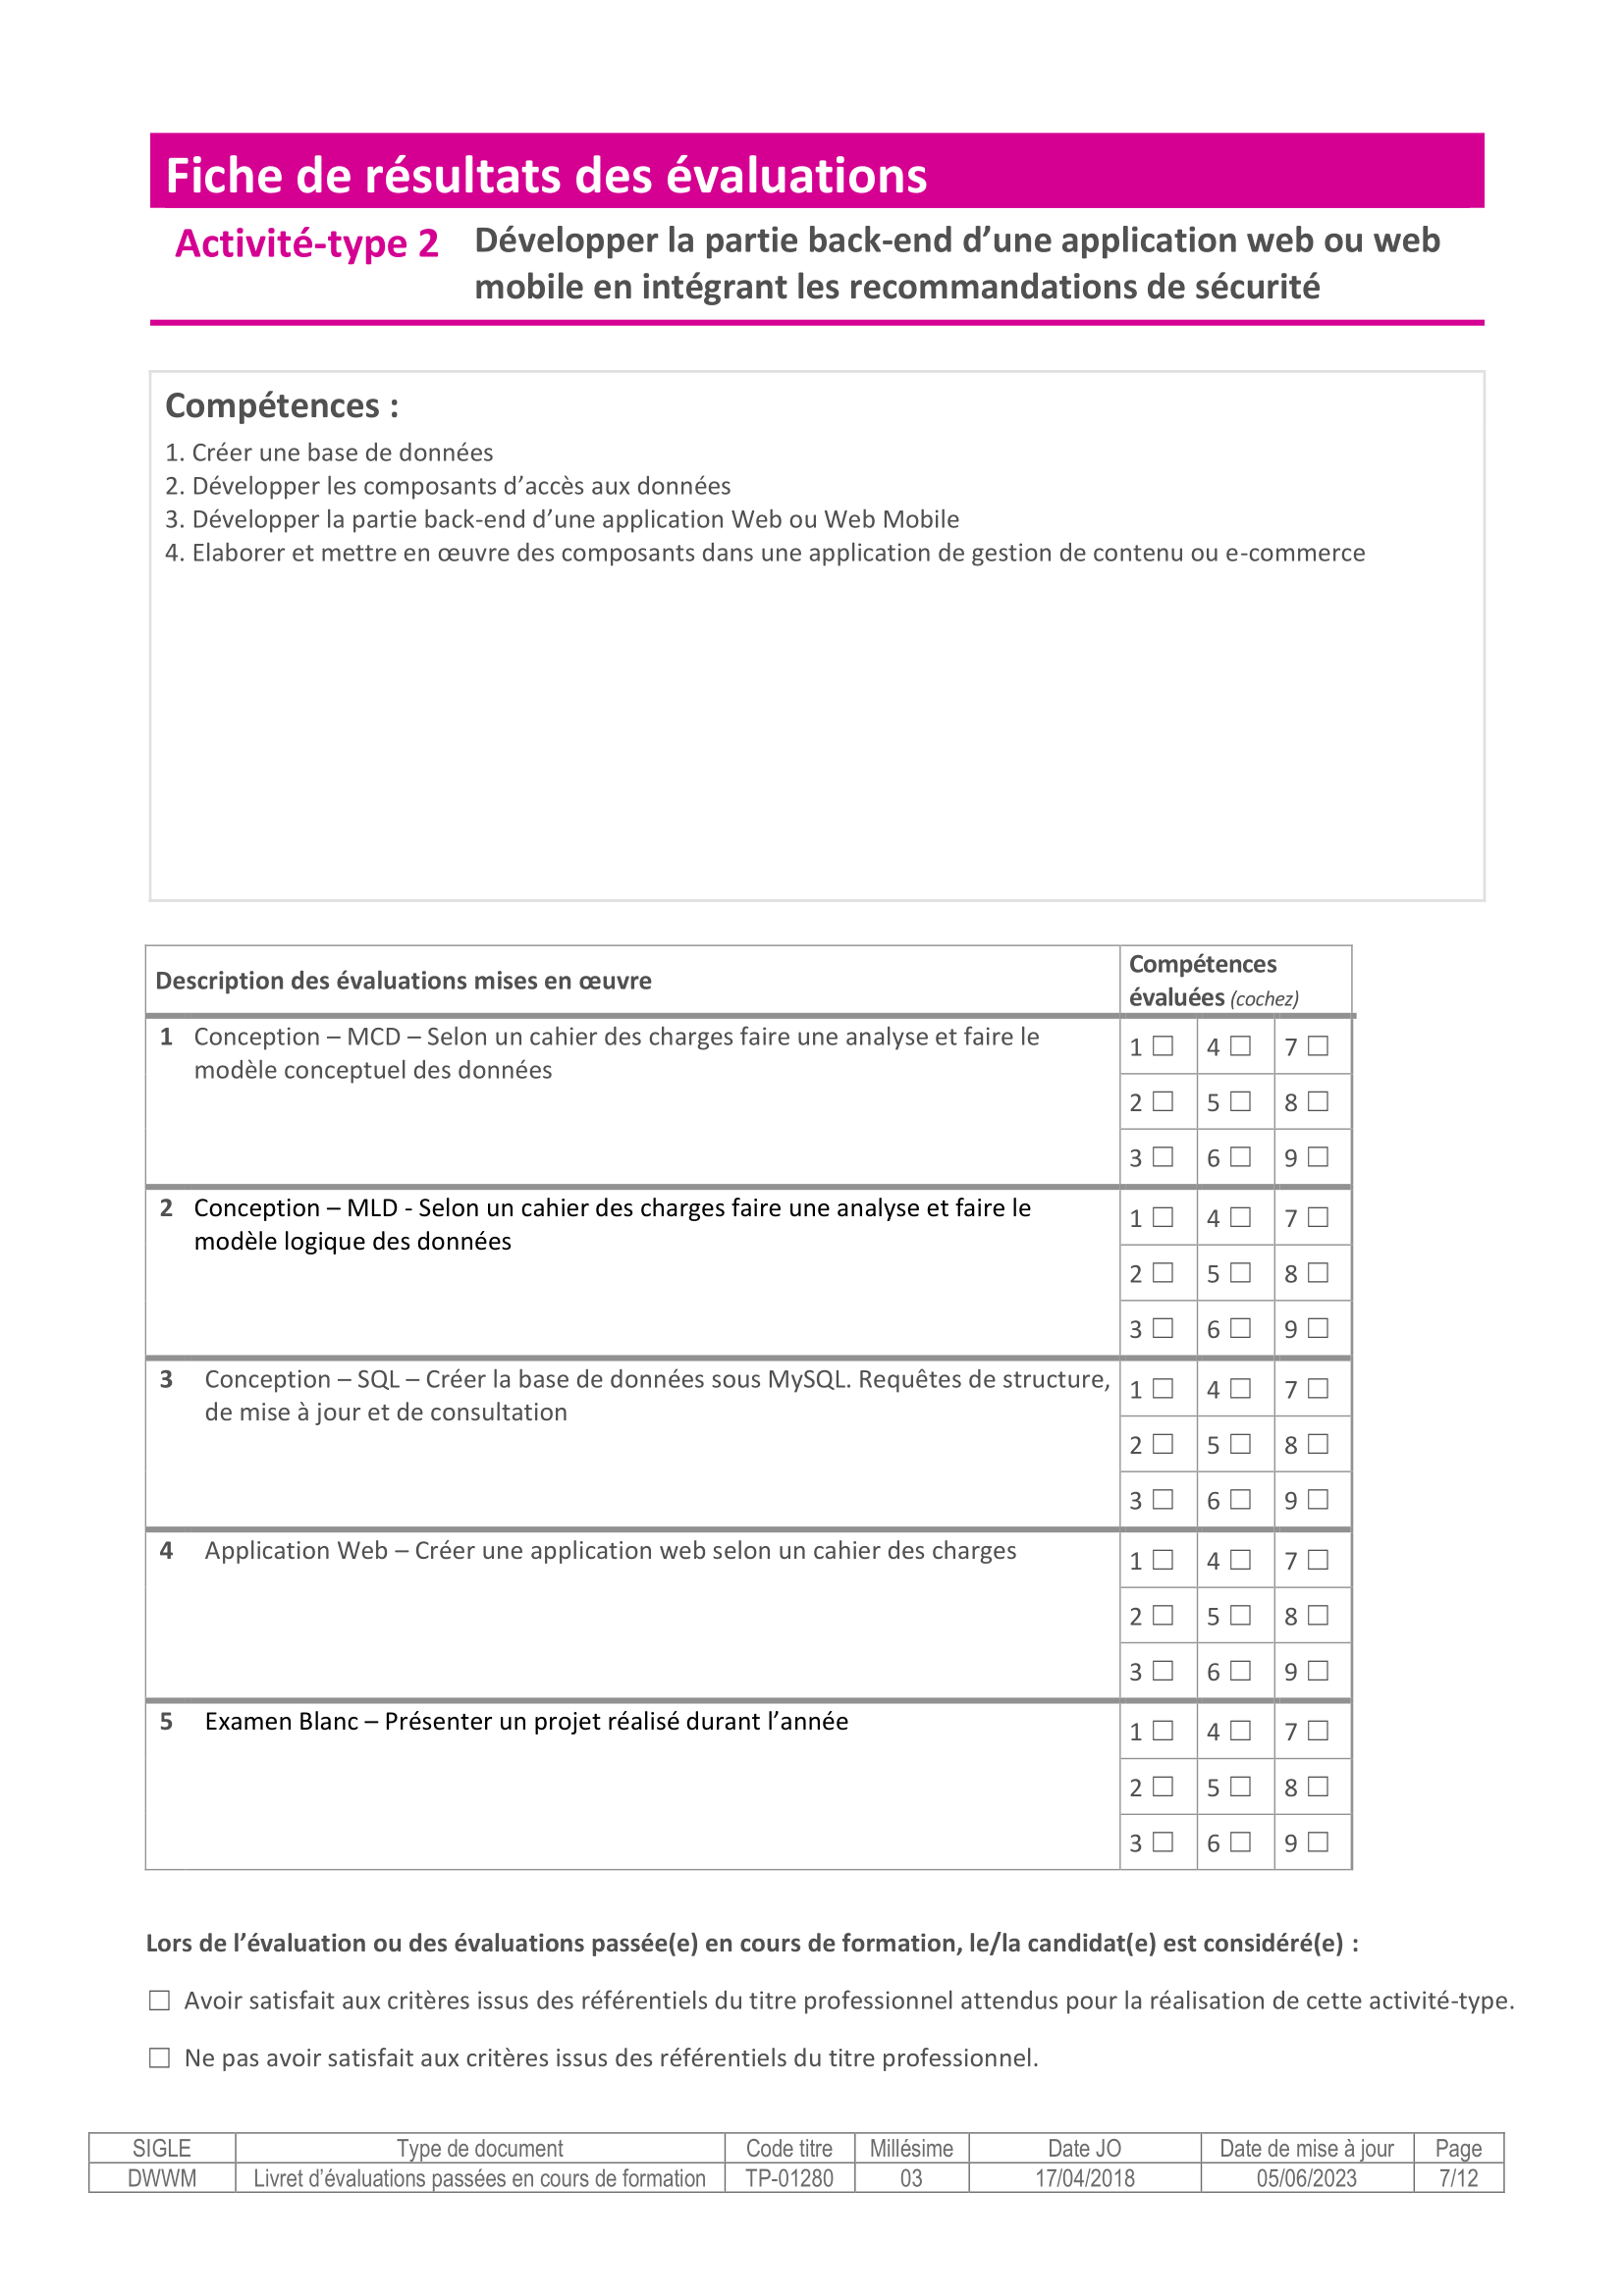 Fiche de résultats des évaluations
Activité-type 2 Développer la partie back-end d’une application web ou web
mobile en intégrant les recommandations de sécurité
Compétences :
1. Créer une base de données
2. Développer les composants d’accès aux données
3. Développer la partie back-end d’une application Web ou Web Mobile
4. Elaborer et mettre en œuvre des composants dans une application de gestion de contenu ou e-commerce
Description des évaluations mises en œuvre
Compétences
évaluées (cochez)
1 Conception – MCD – Selon un cahier des charges faire une analyse et faire le
modèle conceptuel des données
1 ☐ 4 ☐ 7 ☐
2 ☐ 5 ☐ 8 ☐
3 ☐ 6 ☐ 9 ☐
2 Conception – MLD - Selon un cahier des charges faire une analyse et faire le
modèle logique des données
1 ☐ 4 ☐ 7 ☐
2 ☐ 5 ☐ 8 ☐
3 ☐ 6 ☐ 9 ☐
3 Conception – SQL – Créer la base de données sous MySQL. Requêtes de structure,
de mise à jour et de consultation
1 ☐ 4 ☐ 7 ☐
2 ☐ 5 ☐ 8 ☐
3 ☐ 6 ☐ 9 ☐
4 Application Web – Créer une application web selon un cahier des charges
1 ☐ 4 ☐ 7 ☐
2 ☐ 5 ☐ 8 ☐
3 ☐ 6 ☐ 9 ☐
5 Examen Blanc – Présenter un projet réalisé durant l’année
1 ☐ 4 ☐ 7 ☐
2 ☐ 5 ☐ 8 ☐
3 ☐ 6 ☐ 9 ☐
Lors de l’évaluation ou des évaluations passée(e) en cours de formation, le/la candidat(e) est considéré(e) :
☐ Avoir satisfait aux critères issus des référentiels du titre professionnel attendus pour la réalisation de cette activité-type.
☐ Ne pas avoir satisfait aux critères issus des référentiels du titre professionnel.
SIGLE Type de document Code titre Millésime Date JO Date de mise à jour Page
DWWM Livret d’évaluations passées en cours de formation TP-01280 03 17/04/2018 05/06/2023 7/12